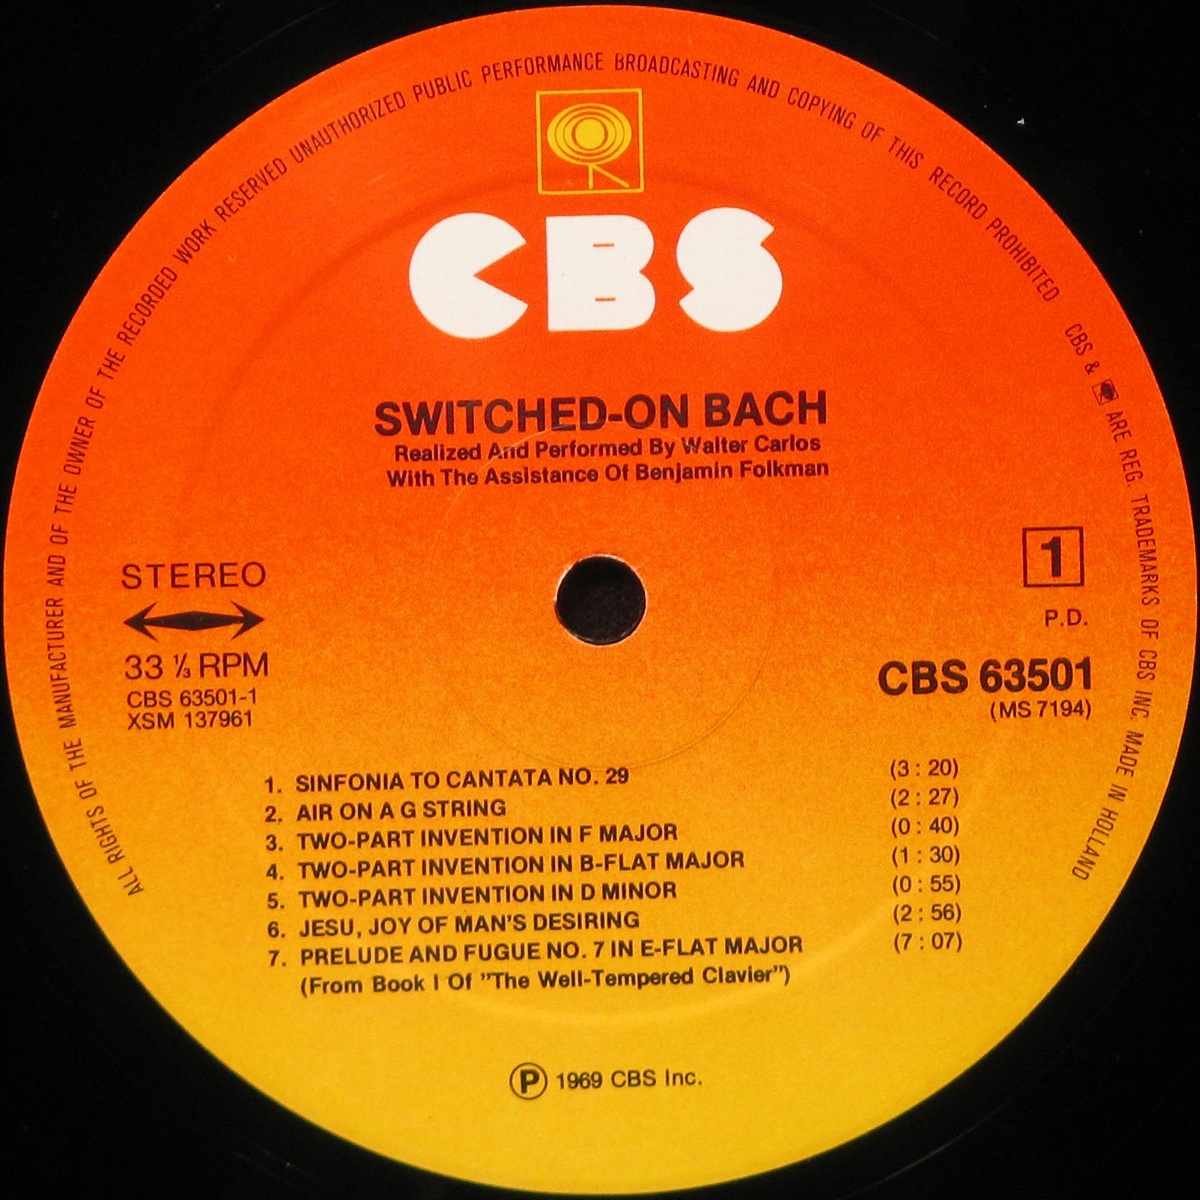 ALL RIGHTS OF THE MANUFACTURER AND OF THE OWNER OF THE RECORDED WORK RESERVED UNAUTHORIZED PUBLIC PERFORMANCE BROADCASTING AND COPYING OF THIS RECORD PROHIBITED CBS & ARE REG. TRADEMARKS OF CBS INC. MADE IN HOLLAND
CBS
SWITCHED-ON BACH
Realized And Performed By Walter Carlos
With The Assistance Of Benjamin Folkman
STEREO
33 ⅓ RPM
CBS 63501-1
XSM 137961
1
P.D.
CBS 63501
(MS 7194)
1. SINFONIA TO CANTATA NO. 29 (3 : 20)
2. AIR ON A G STRING (2 : 27)
3. TWO-PART INVENTION IN F MAJOR (0 : 40)
4. TWO-PART INVENTION IN B-FLAT MAJOR (1 : 30)
5. TWO-PART INVENTION IN D MINOR (0 : 55)
6. JESU, JOY OF MAN'S DESIRING (2 : 56)
7. PRELUDE AND FUGUE NO. 7 IN E-FLAT MAJOR (7 : 07)
(From Book I Of ”The Well-Tempered Clavier”)
℗ 1969 CBS Inc.